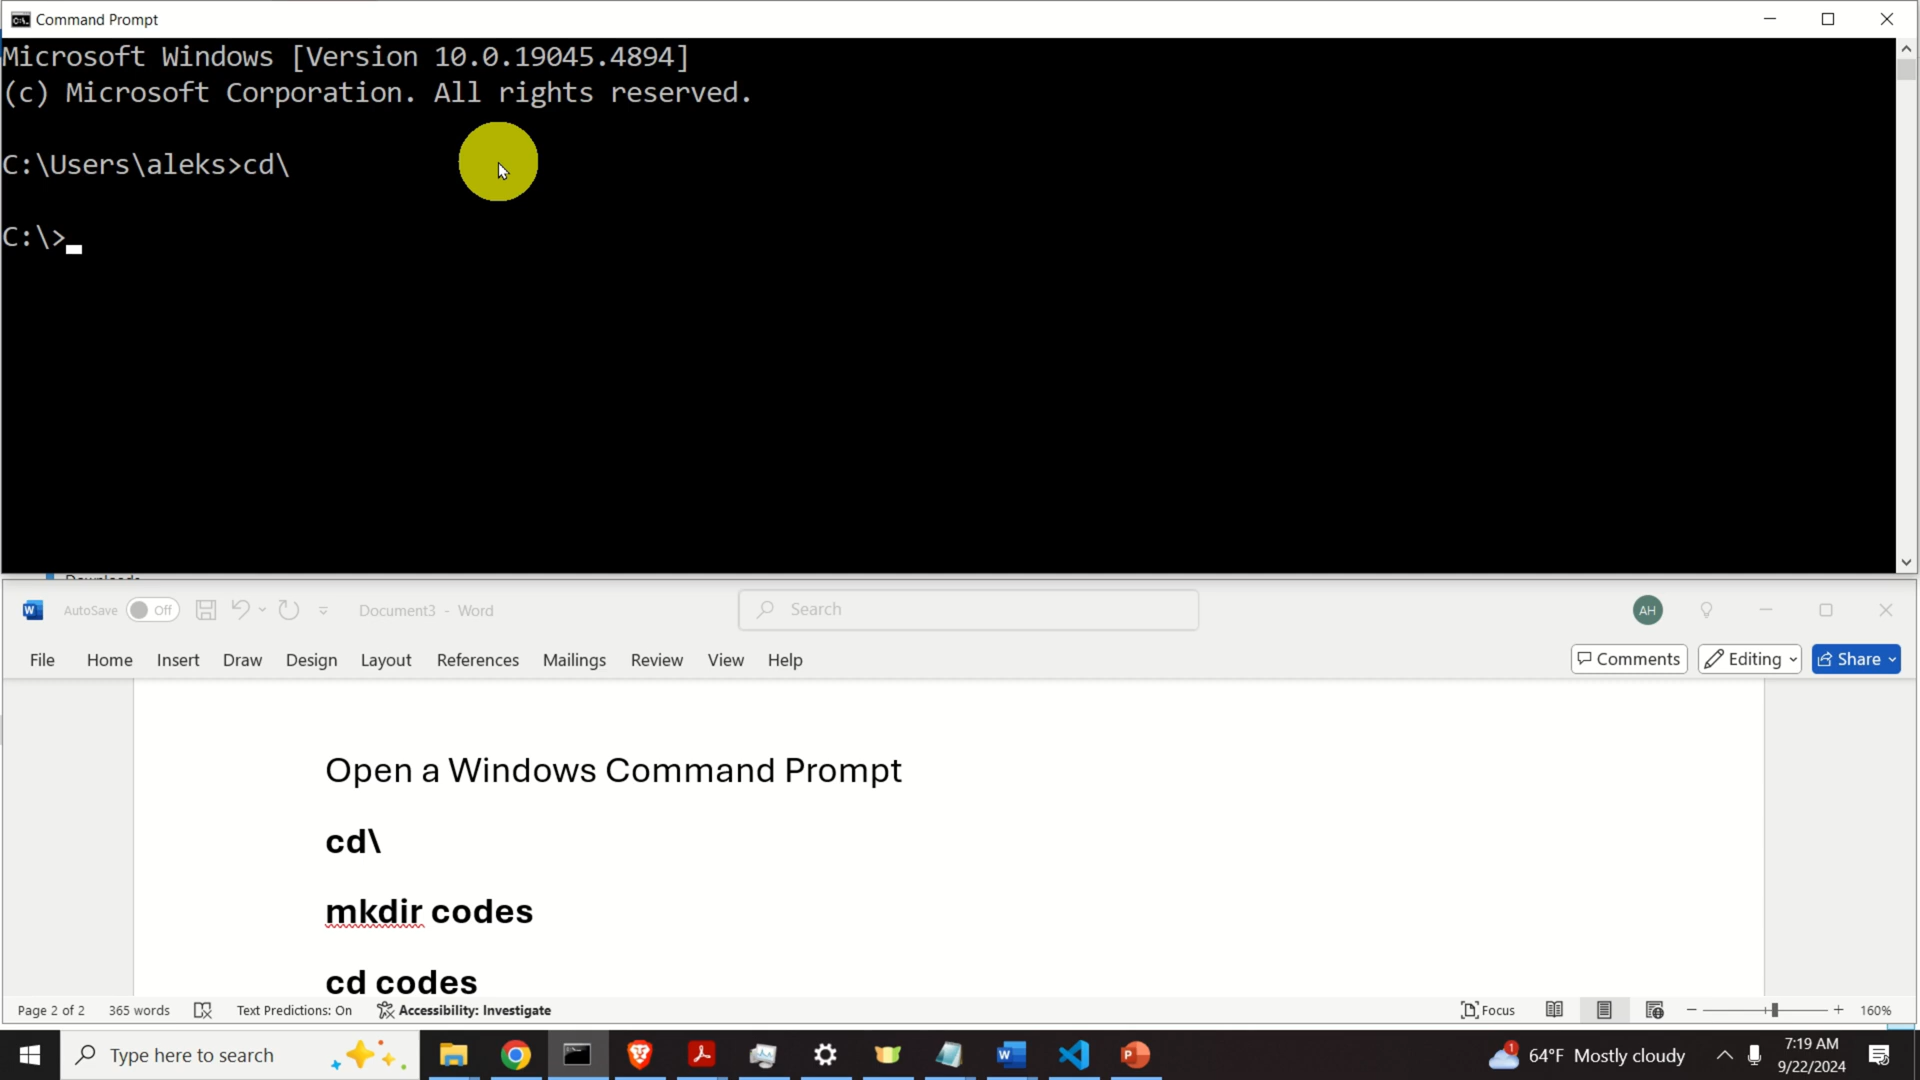 Command Prompt
Microsoft Windows [Version 10.0.19045.4894]
(c) Microsoft Corporation. All rights reserved.
C:\Users\aleks>cd\
C:\>
AutoSave Off Document3 - Word Search AH
File Home Insert Draw Design Layout References Mailings Review View Help Comments Editing Share
Open a Windows Command Prompt
cd\
mkdir codes
cd codes
Page 2 of 2 365 words Text Predictions: On Accessibility: Investigate Focus 160%
Type here to search 1 64°F Mostly cloudy 7:19 AM
9/22/2024